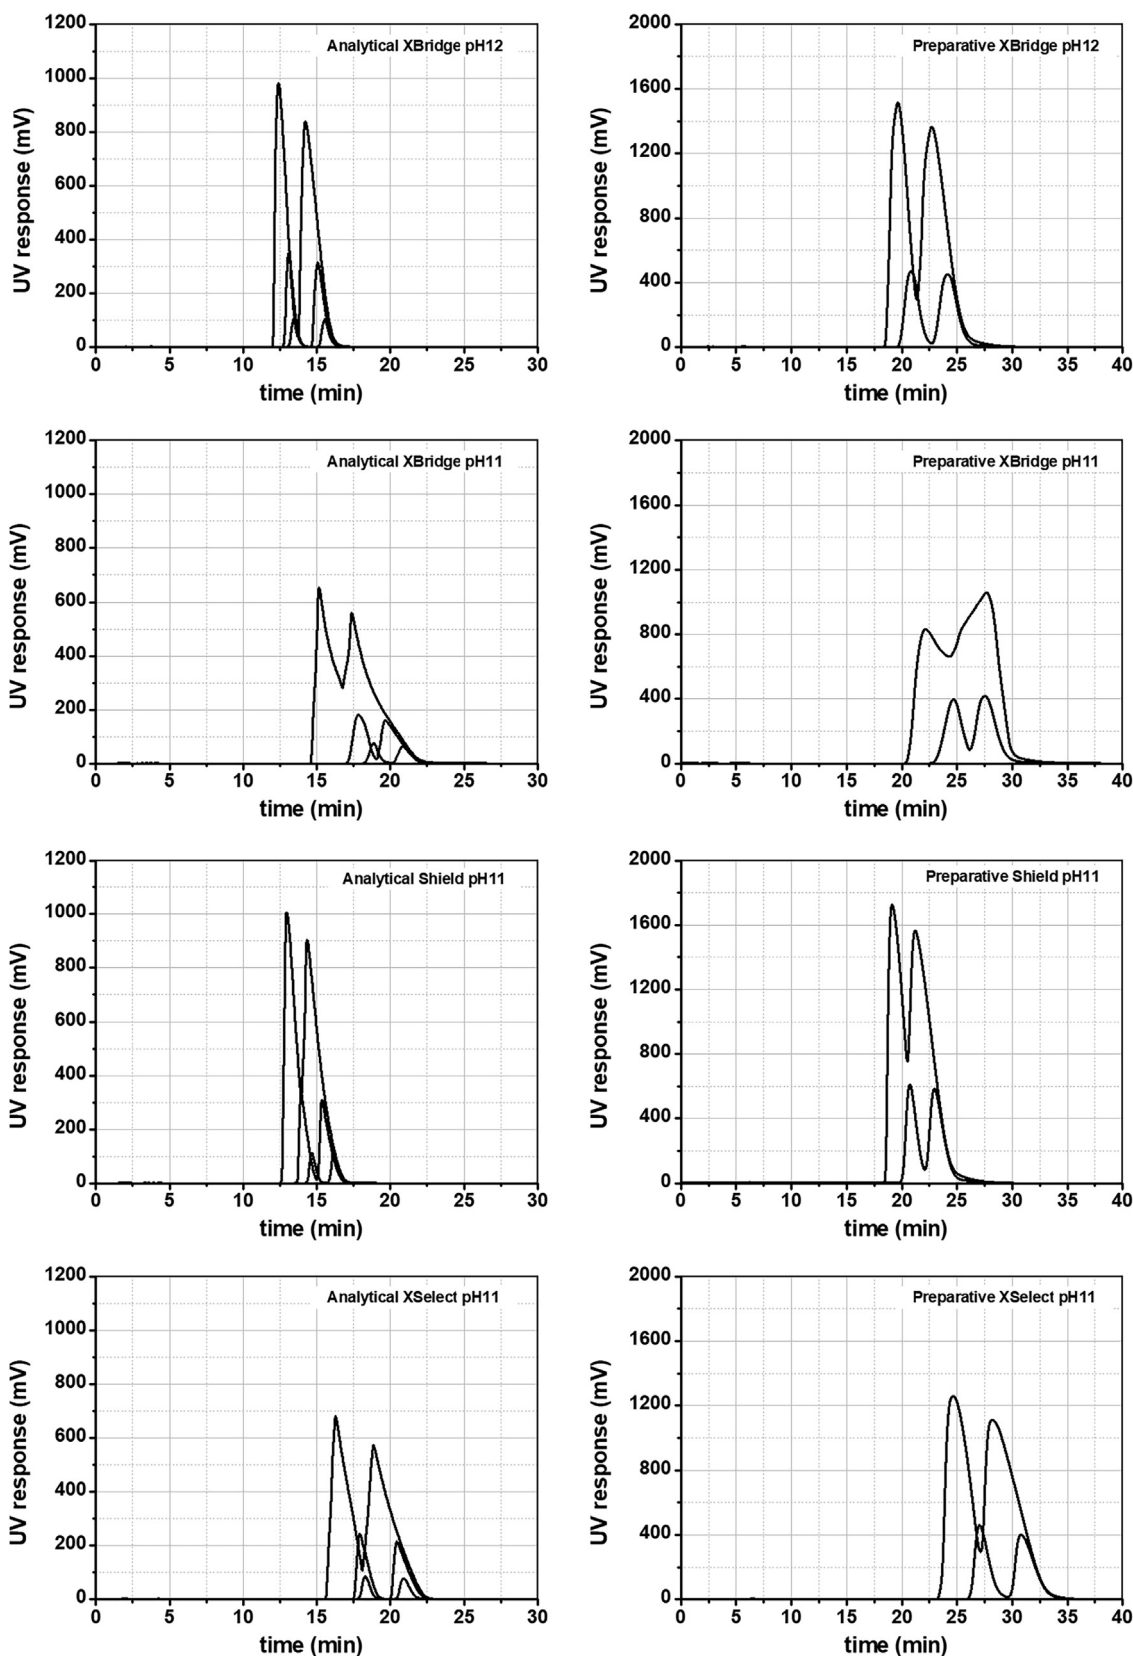 Analytical XBridge pH12
UV response (mV)
1200
1000
800
600
400
200
0
0 5 10 15 20 25 30
time (min)
Preparative XBridge pH12
UV response (mV)
2000
1600
1200
800
400
0
0 5 10 15 20 25 30 35 40
time (min)
Analytical XBridge pH11
UV response (mV)
1200
1000
800
600
400
200
0
0 5 10 15 20 25 30
time (min)
Preparative XBridge pH11
UV response (mV)
2000
1600
1200
800
400
0
0 5 10 15 20 25 30 35 40
time (min)
Analytical Shield pH11
UV response (mV)
1200
1000
800
600
400
200
0
0 5 10 15 20 25 30
time (min)
Preparative Shield pH11
UV response (mV)
2000
1600
1200
800
400
0
0 5 10 15 20 25 30 35 40
time (min)
Analytical XSelect pH11
UV response (mV)
1200
1000
800
600
400
200
0
0 5 10 15 20 25 30
time (min)
Preparative XSelect pH11
UV response (mV)
2000
1600
1200
800
400
0
0 5 10 15 20 25 30 35 40
time (min)